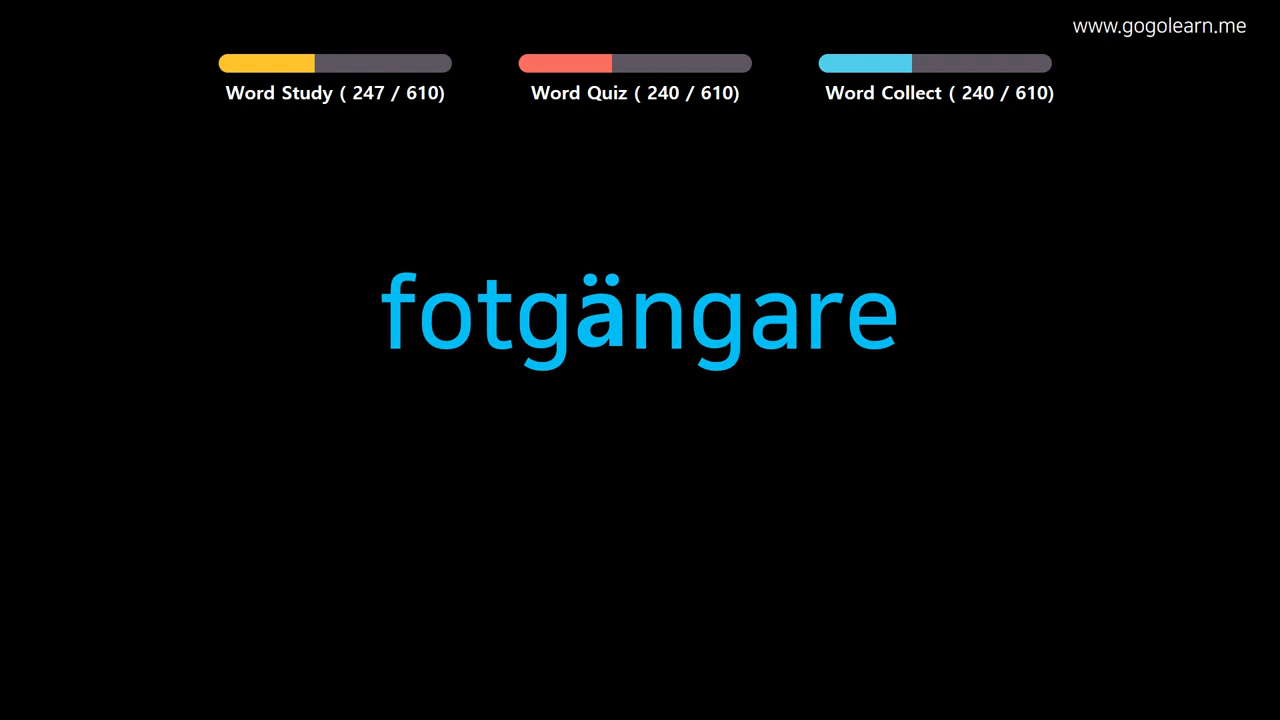 www.gogolearn.me
Word Study ( 247 / 610)
Word Quiz ( 240 / 610)
Word Collect ( 240 / 610)
fotgängare